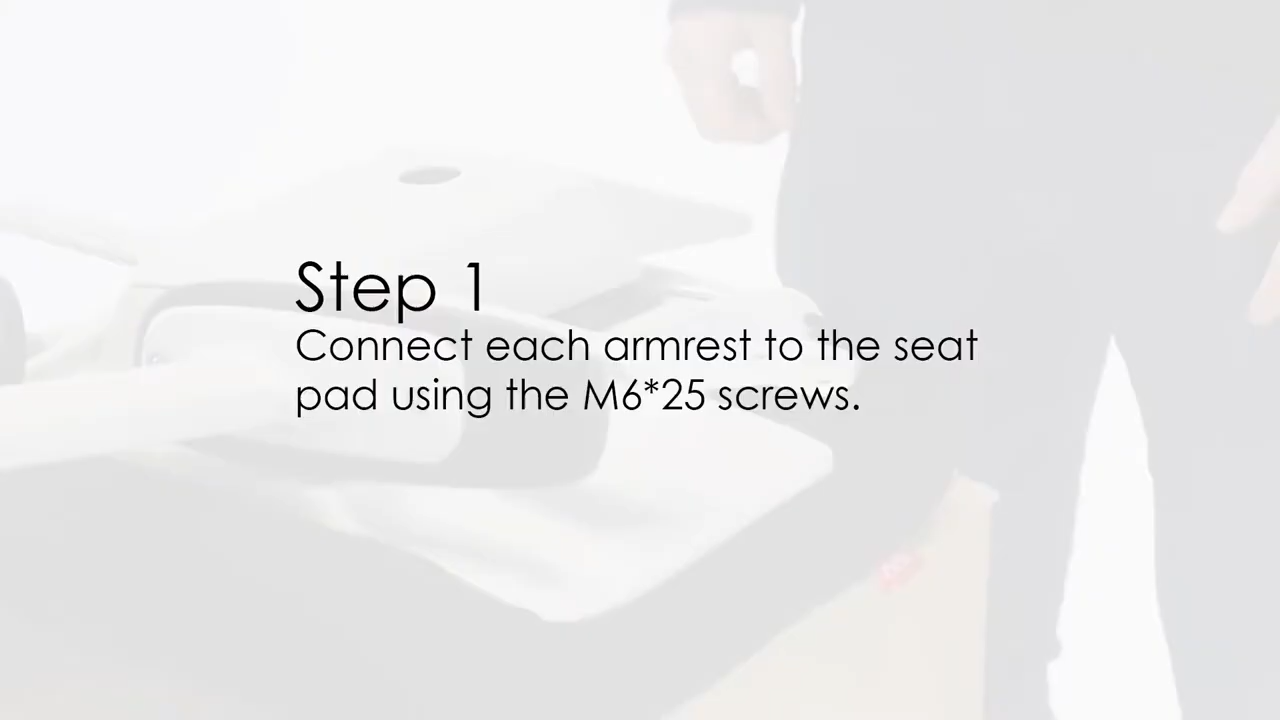 Step 1
Connect each armrest to the seat
pad using the M6*25 screws.